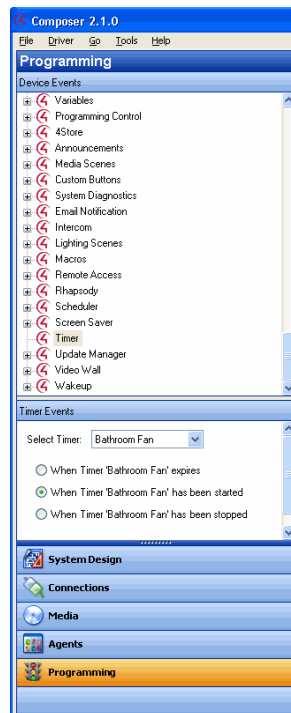 Composer 2.1.0
File Driver Go Tools Help
Programming
Device Events
Variables
Programming Control
4Store
Announcements
Media Scenes
Custom Buttons
System Diagnostics
Email Notification
Intercom
Lighting Scenes
Macros
Remote Access
Rhapsody
Scheduler
Screen Saver
Timer
Update Manager
Video Wall
Wakeup
Timer Events
Select Timer: Bathroom Fan
When Timer 'Bathroom Fan' expires
When Timer 'Bathroom Fan' has been started
When Timer 'Bathroom Fan' has been stopped
System Design
Connections
Media
Agents
Programming